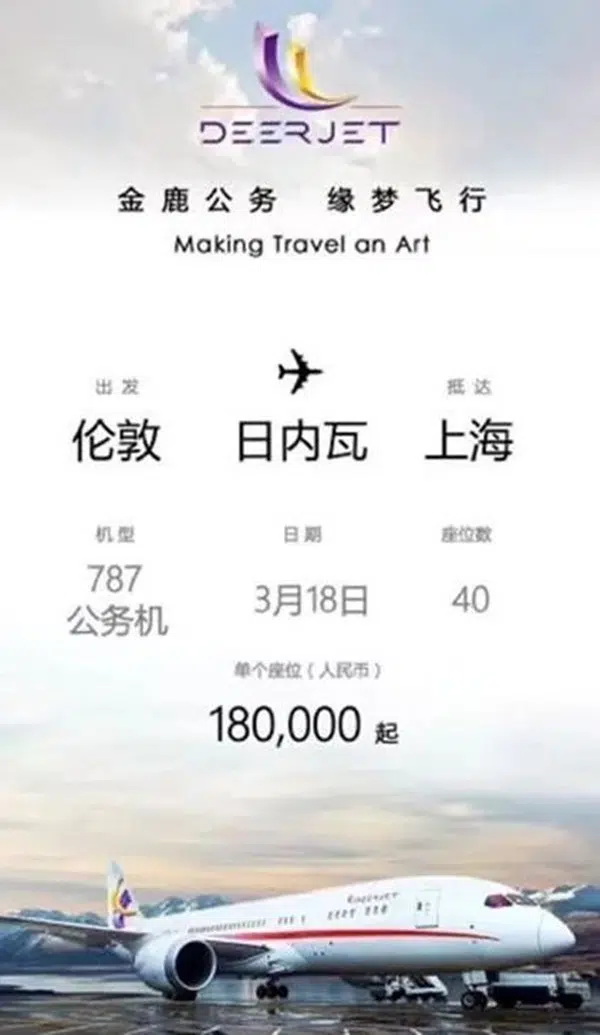 DEERJET
金鹿公务 缘梦飞行
Making Travel an Art
出发
抵达
伦敦
日内瓦
上海
机型
日期
座位数
787
公务机
3月18日
40
单个座位（人民币）
180,000 起
DEERJET